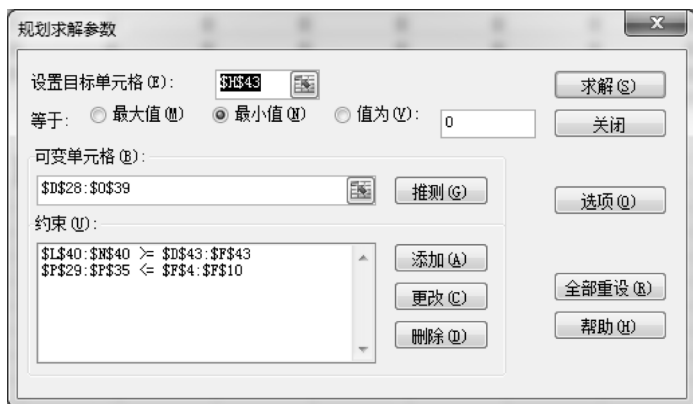 规划求解参数
设置目标单元格(E): $H$43 求解(S)
等于: 最大值(M) 最小值(N) 值为(V): 0 关闭
可变单元格(B):
$D$28:$O$39 推测(G) 选项(O)
约束(U):
$L$40:$N$40 >= $D$43:$F$43 添加(A)
$P$29:$P$35 <= $F$4:$F$10
更改(C) 全部重设(R)
删除(D) 帮助(H)